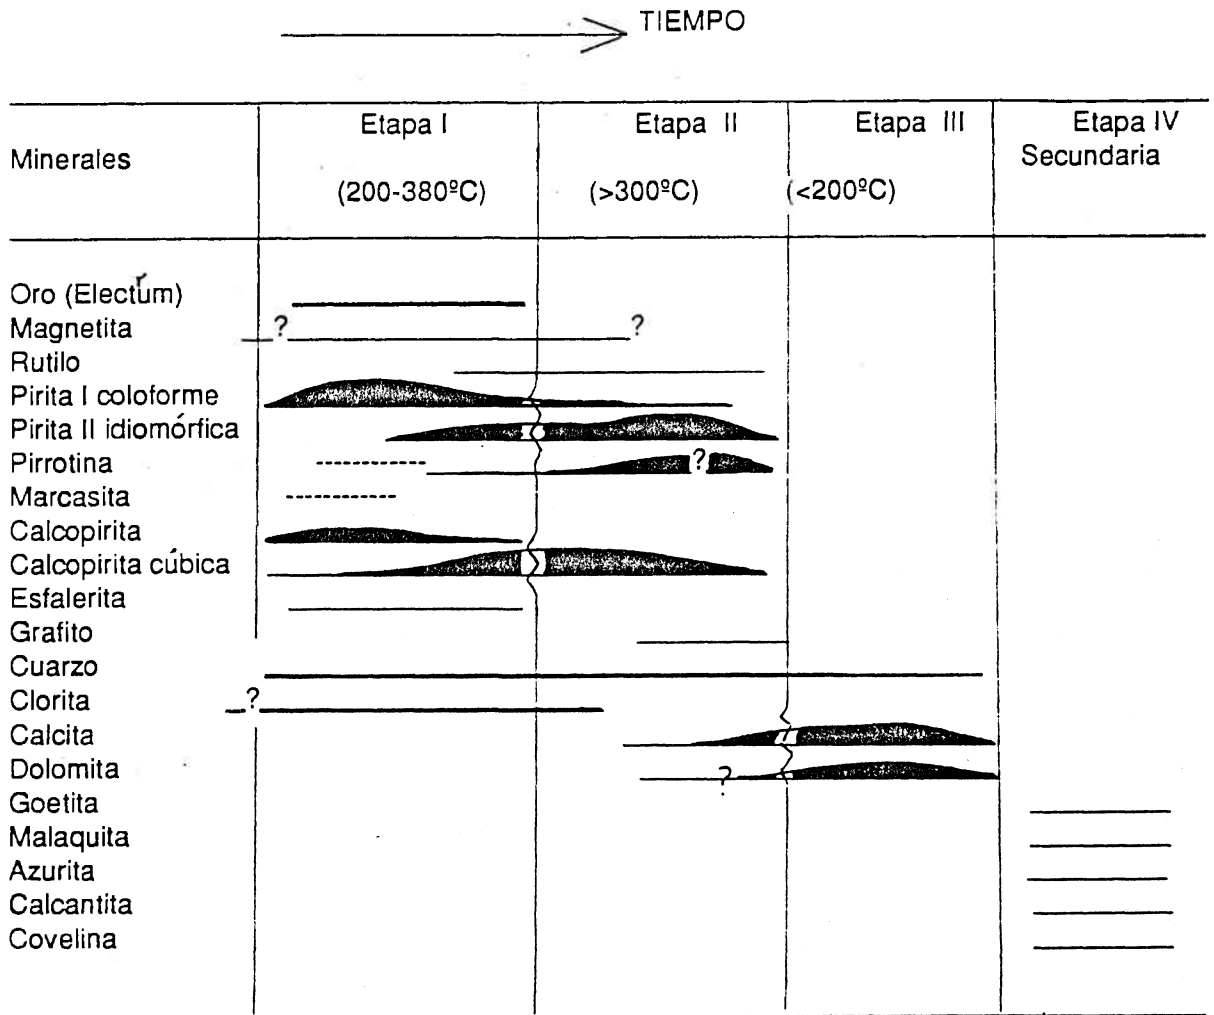 TIEMPO
Minerales
Etapa I
(200-380ºC)
Etapa II
(>300ºC)
Etapa III
(<200ºC)
Etapa IV
Secundaria
Oro (Electrum)
Magnetita ? ?
Rutilo
Pirita I coloforme
Pirita II idiomórfica
Pirrotina ?
Marcasita
Calcopirita
Calcopirita cúbica
Esfalerita
Grafito
Cuarzo
Clorita ?
Calcita
Dolomita ?
Goetita
Malaquita
Azurita
Calcantita
Covelina